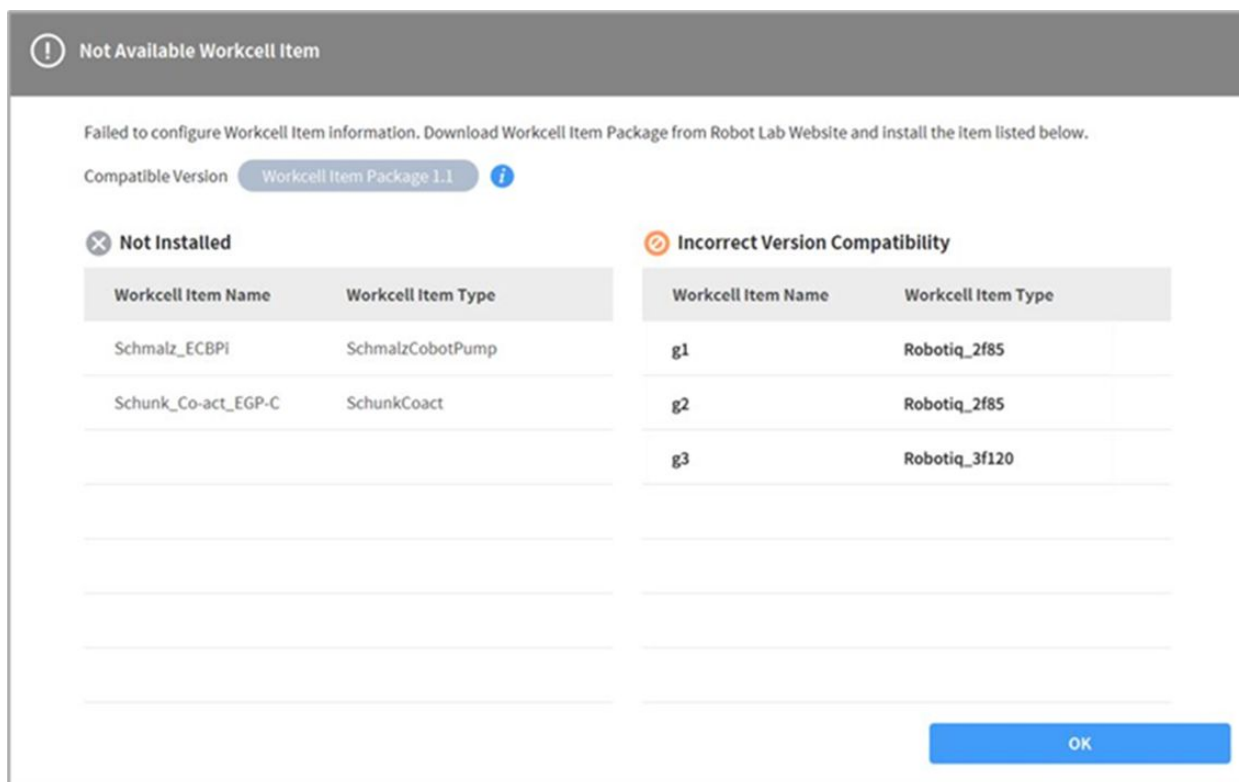 Not Available Workcell Item
Failed to configure Workcell Item information. Download Workcell Item Package from Robot Lab Website and install the item listed below.
Compatible Version Workcell Item Package 1.1
Not Installed
Workcell Item Name Workcell Item Type
Schmalz_ECBPi SchmalzCobotPump
Schunk_Co-act_EGP-C SchunkCoact
Incorrect Version Compatibility
Workcell Item Name Workcell Item Type
g1 Robotiq_2f85
g2 Robotiq_2f85
g3 Robotiq_3f120
OK